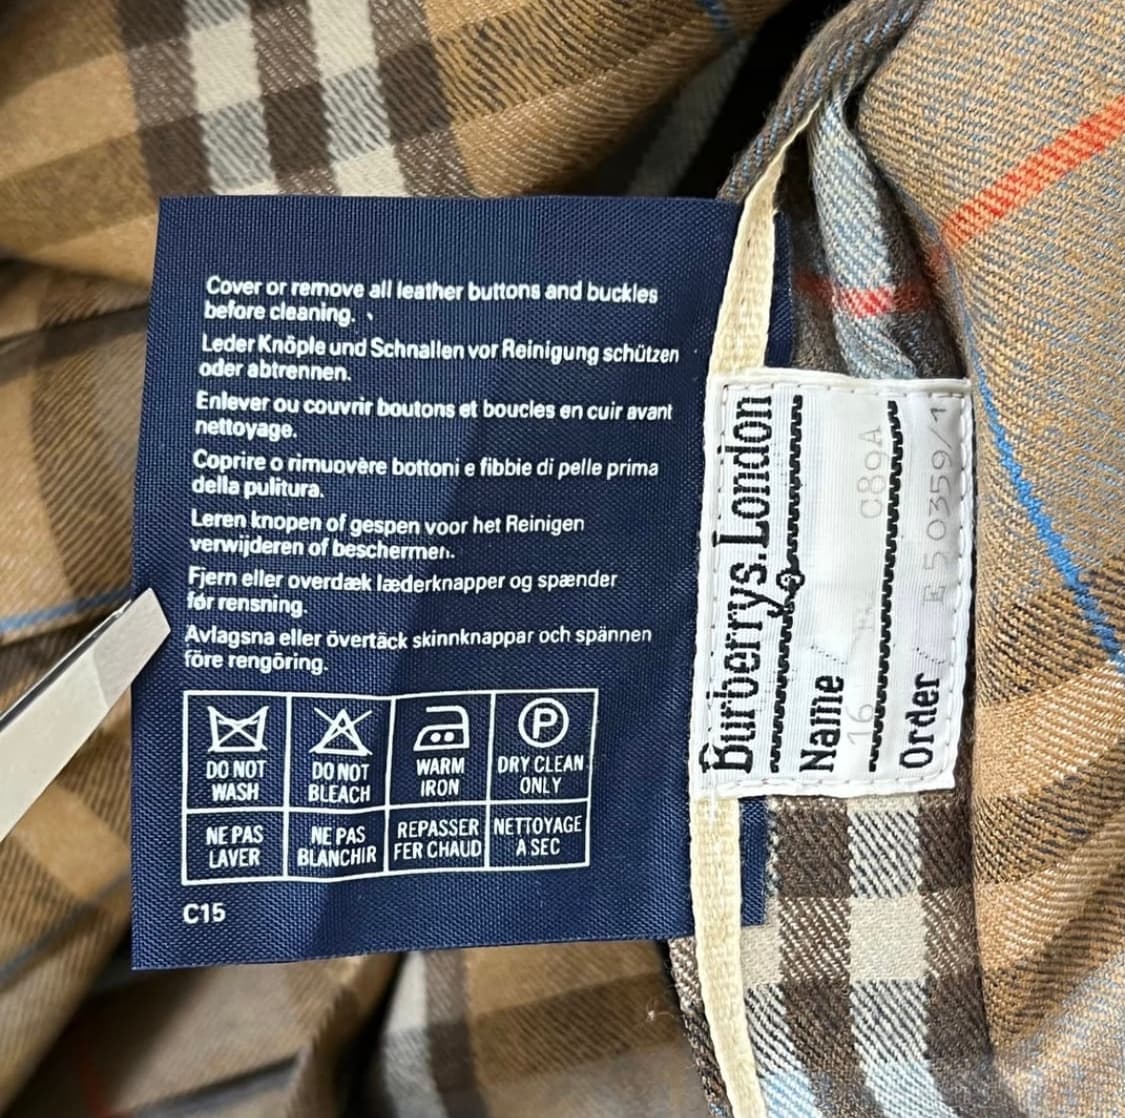 Cover or remove all leather buttons and buckles
before cleaning.
Leder Knöple und Schnallen vor Reinigung schützen
oder abtrennen.
Enlever ou couvrir boutons et boucles en cuir avant
nettoyage.
Coprire o rimuovère bottoni e fibbie di pelle prima
della pulitura.
Leren knopen of gespen voor het Reinigen
verwijderen of beschermen.
Fjern eller overdæk læderknapper og spænder
fór rensning.
Avlagsna eller övertäck skinnknappar och spännen
före rengöring.
DO NOT
WASH
DO NOT
BLEACH
WARM
IRON
P
DRY CLEAN
ONLY
NE PAS
LAVER
NE PAS
BLANCHIR
REPASSER
FER CHAUD
NETTOYAGE
A SEC
C15
Burberrys. London
Name
16 C89A
Order E50359/1